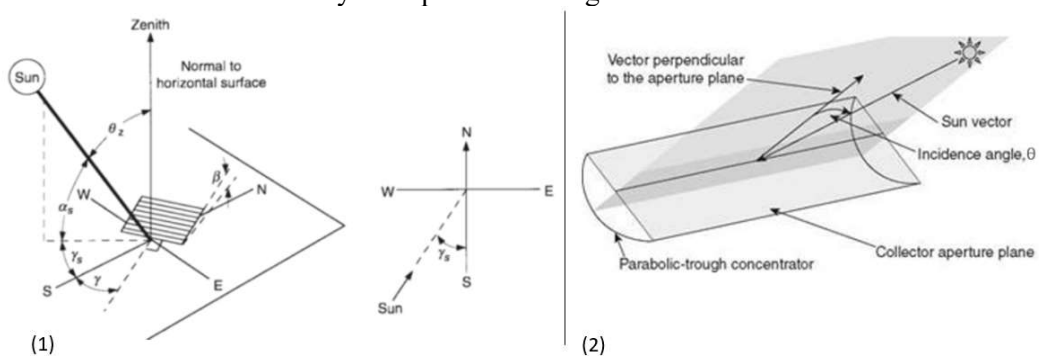 Zenith
Normal to
horizontal surface
Sun
θz
αs
W
β
N
γs
S
γ
E
(1)
N
W
E
γs
S
Sun
Vector perpendicular
to the aperture plane
Sun vector
Incidence angle,θ
Collector aperture plane
Parabolic-trough concentrator
(2)